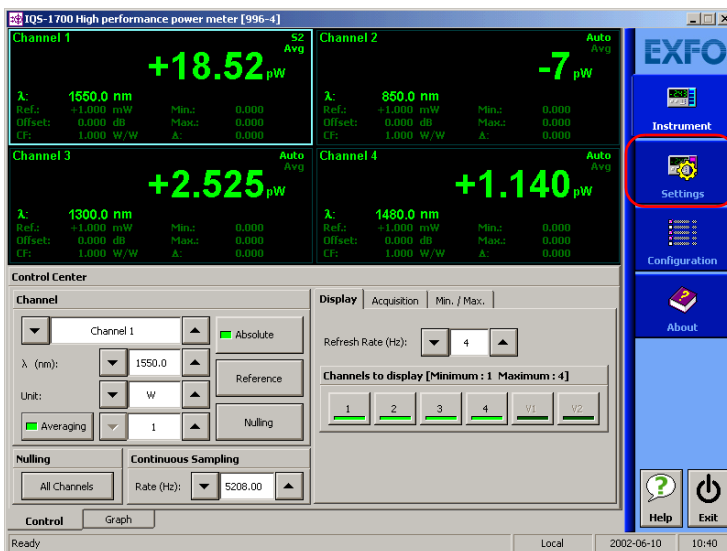 IQS-1700 High performance power meter [996-4]
Channel 1
S2
Avg
+18.52 pW
λ: 1550.0 nm
Ref.: +1.000 mW Min.: 0.000
Offset: 0.000 dB Max.: 0.000
CF: 1.000 W/W Δ: 0.000
Channel 2
Auto
Avg
-7 pW
λ: 850.0 nm
Ref.: +1.000 mW Min.: 0.000
Offset: 0.000 dB Max.: 0.000
CF: 1.000 W/W Δ: 0.000
Channel 3
Auto
Avg
+2.525 pW
λ: 1300.0 nm
Ref.: +1.000 mW Min.: 0.000
Offset: 0.000 dB Max.: 0.000
CF: 1.000 W/W Δ: 0.000
Channel 4
Auto
Avg
+1.140 pW
λ: 1480.0 nm
Ref.: +1.000 mW Min.: 0.000
Offset: 0.000 dB Max.: 0.000
CF: 1.000 W/W Δ: 0.000
EXFO
Instrument
Settings
Configuration
About
Control Center
Channel
Channel 1
Absolute
λ (nm): 1550.0
Reference
Unit: W
Averaging 1
Nulling
Nulling
All Channels
Continuous Sampling
Rate (Hz): 5208.00
Display Acquisition Min. / Max.
Refresh Rate (Hz): 4
Channels to display [Minimum : 1 Maximum : 4]
1 2 3 4 V1 V2
Control Graph
Help Exit
Ready Local 2002-06-10 10:40